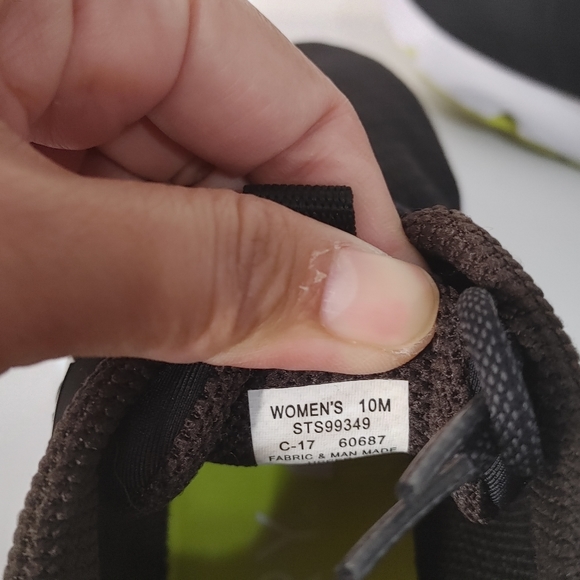 WOMEN'S 10M
STS99349
C-17 60687
FABRIC & MAN MADE